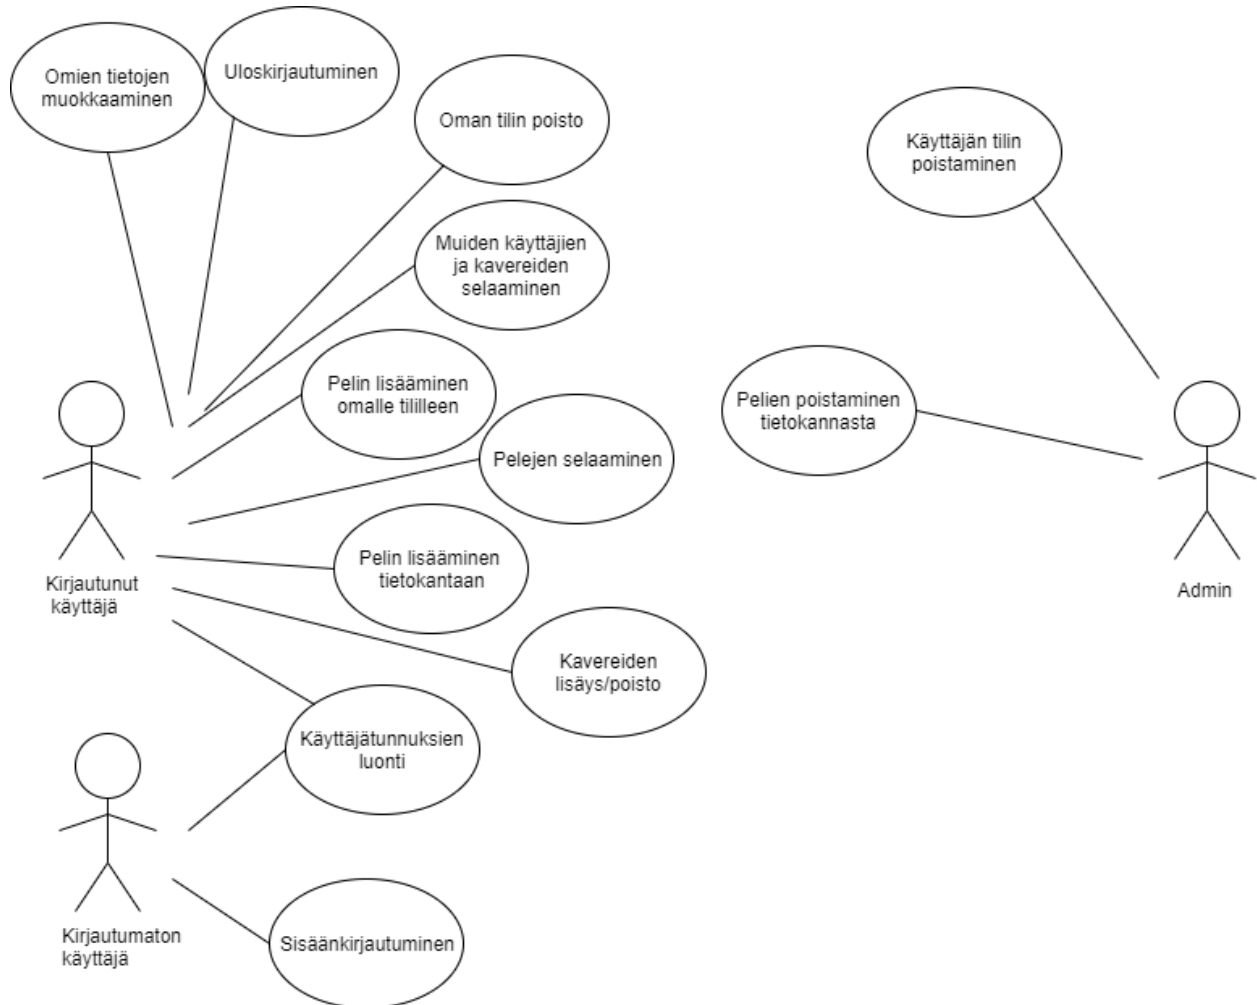 Omien tietojen
muokkaaminen
Uloskirjautuminen
Oman tilin poisto
Käyttäjän tilin
poistaminen
Muiden käyttäjien
ja kavereiden
selaaminen
Pelin lisääminen
omalle tililleen
Pelien poistaminen
tietokannasta
Pelejen selaaminen
Pelin lisääminen
tietokantaan
Kirjautunut
käyttäjä
Admin
Kavereiden
lisäys/poisto
Käyttäjätunnuksien
luonti
Kirjautumaton
käyttäjä
Sisäänkirjautuminen